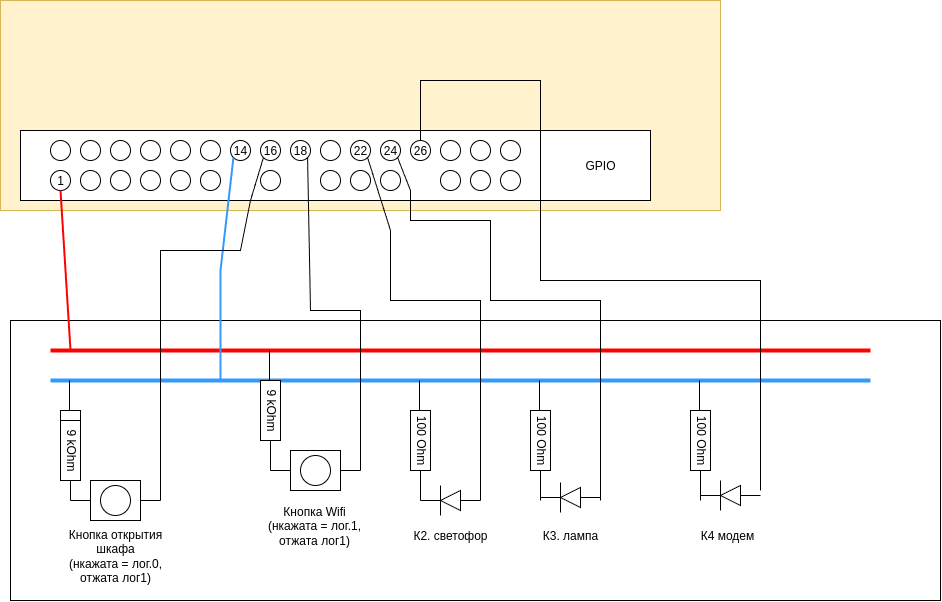 14
16
18
22
24
26
GPIO
1
9 kOhm
9 kOhm
100 Ohm
100 Ohm
100 Ohm
Кнопка открытия
шкафа
(нкажата = лог.0,
отжата лог1)
Кнопка Wifi
(нкажата = лог.1,
отжата лог1)
К2. светофор
К3. лампа
К4 модем